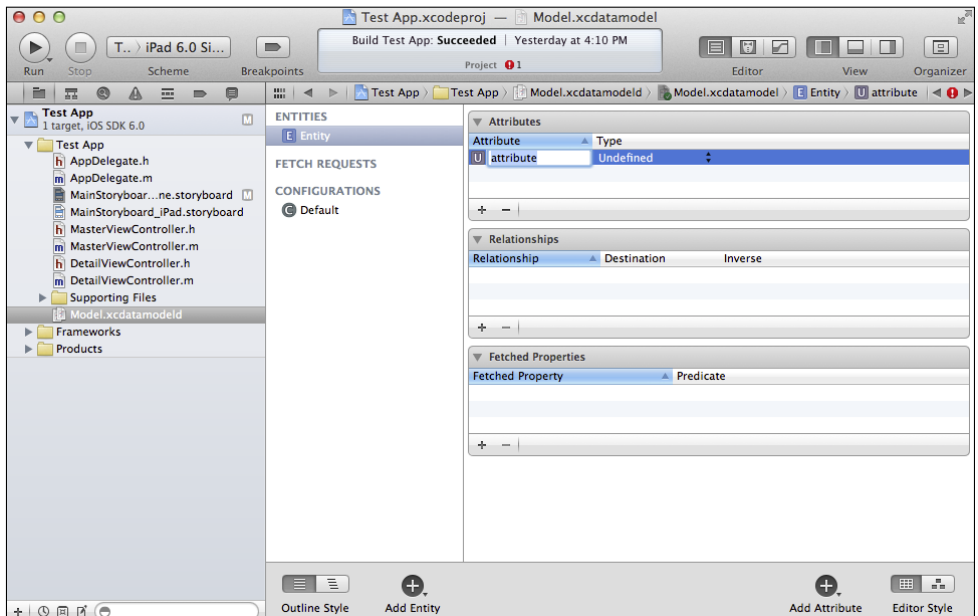 Test App.xcodeproj — Model.xcdatamodel
T... iPad 6.0 Si...
Build Test App: Succeeded | Yesterday at 4:10 PM
Project 1
Run Stop Scheme Breakpoints Editor View Organizer
Test App Test App Model.xcdatamodeld Model.xcdatamodel E Entity U attribute
Test App M
1 target, iOS SDK 6.0
Test App
h AppDelegate.h
m AppDelegate.m
MainStoryboar...ne.storyboard M
MainStoryboard_iPad.storyboard
h MasterViewController.h
m MasterViewController.m
h DetailViewController.h
m DetailViewController.m
Supporting Files
Model.xcdatamodeld
Frameworks
Products
ENTITIES
E Entity
FETCH REQUESTS
CONFIGURATIONS
C Default
Attributes
Attribute Type
U attribute Undefined
+ −
Relationships
Relationship Destination Inverse
+ −
Fetched Properties
Fetched Property Predicate
+ −
Outline Style Add Entity Add Attribute Editor Style